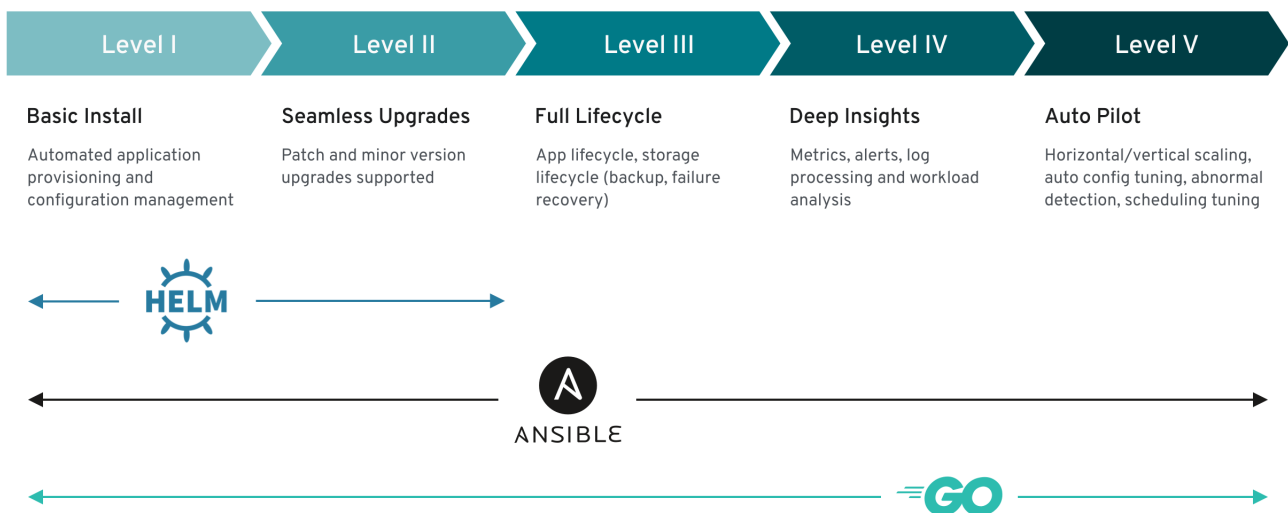 Level I
Level II
Level III
Level IV
Level V
Basic Install
Automated application
provisioning and
configuration management
Seamless Upgrades
Patch and minor version
upgrades supported
Full Lifecycle
App lifecycle, storage
lifecycle (backup, failure
recovery)
Deep Insights
Metrics, alerts, log
processing and workload
analysis
Auto Pilot
Horizontal/vertical scaling,
auto config tuning, abnormal
detection, scheduling tuning
HELM
ANSIBLE
GO